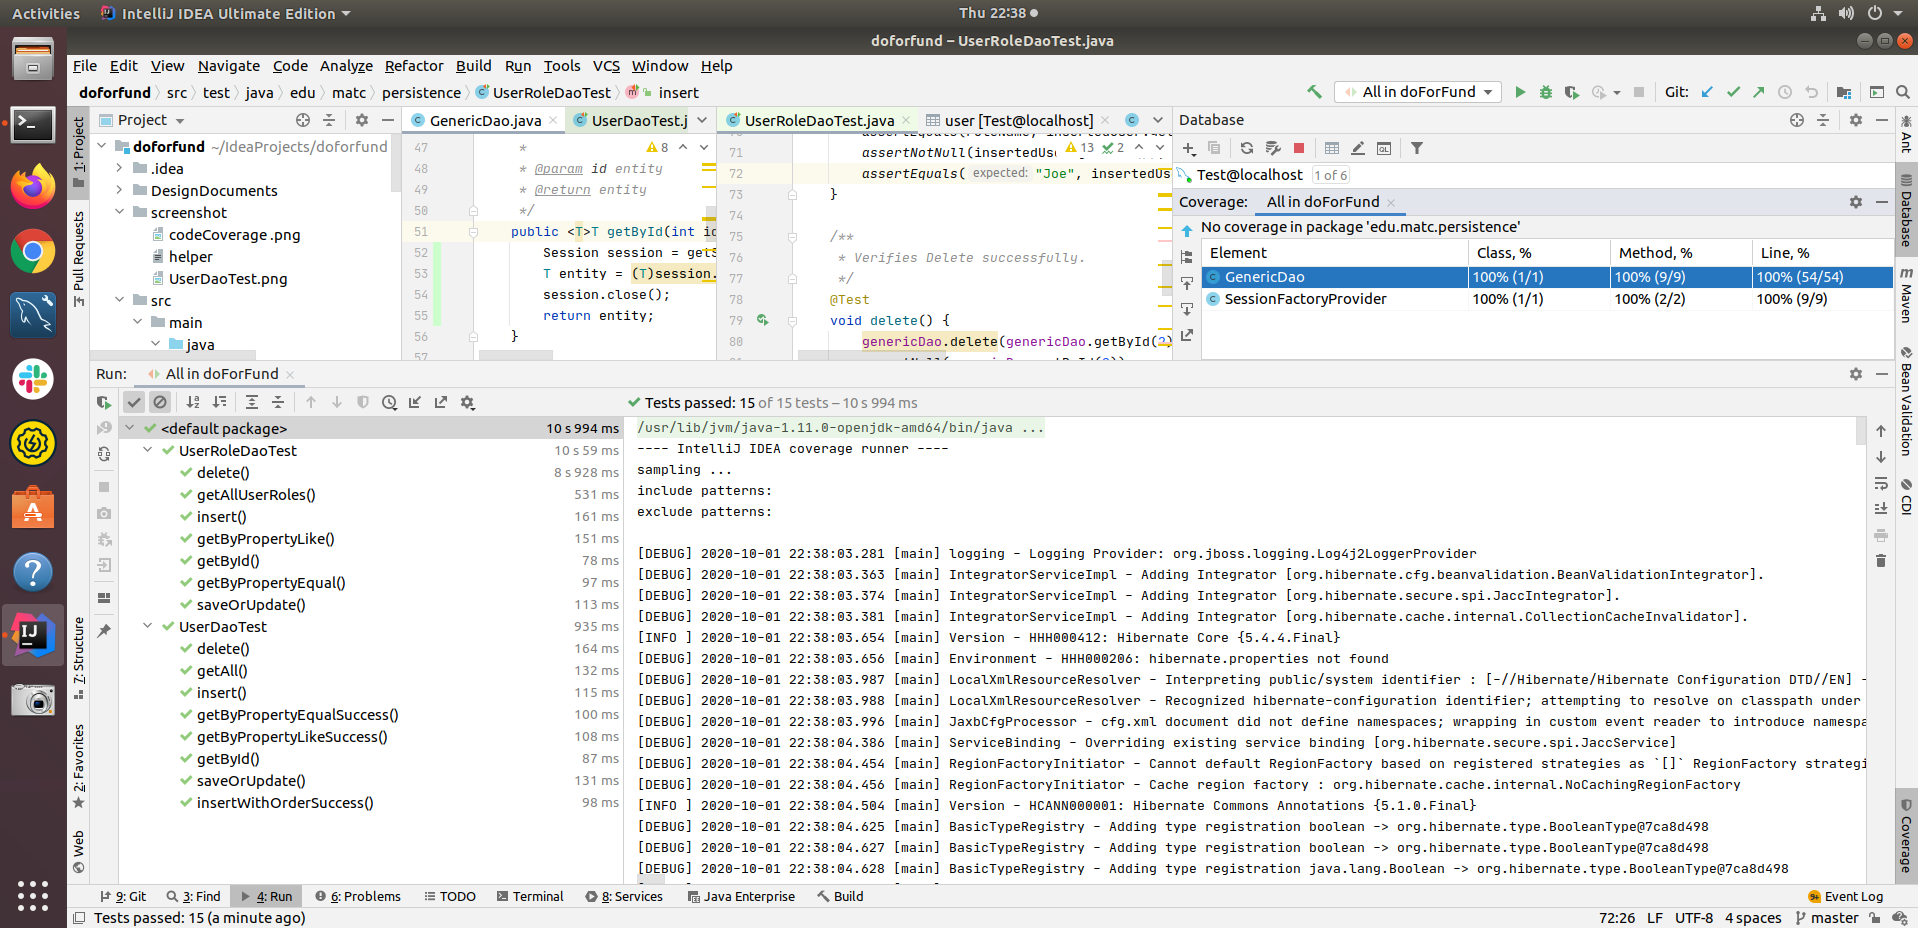 Activities IntelliJ IDEA Ultimate Edition Thu 22:38
doforfund – UserRoleDaoTest.java
File Edit View Navigate Code Analyze Refactor Build Run Tools VCS Window Help
doforfund src test java edu matc persistence UserRoleDaoTest insert All in doForFund Git:
1: Project
Pull Requests
7: Structure
2: Favorites
Web
Project
doforfund ~/IdeaProjects/doforfund
.idea
DesignDocuments
screenshot
codeCoverage.png
helper
UserDaoTest.png
src
main
java
GenericDao.java UserDaoTest.j
8
47 *
48 * @param id entity
49 * @return entity
50 */
51 public <T>T getById(int id
52 Session session = getS
53 T entity = (T)session.
54 session.close();
55 return entity;
56 }
57
UserRoleDaoTest.java user [Test@localhost]
13 2
71 assertNotNull(insertedUse
72 assertEquals( expected: "Joe", insertedUs
73 }
74
75 /**
76 * Verifies Delete successfully.
77 */
78 @Test
79 void delete() {
80 genericDao.delete(genericDao.getById(2)
Database
Test@localhost 1 of 6
Coverage: All in doForFund
No coverage in package 'edu.matc.persistence'
Element Class, % Method, % Line, %
GenericDao 100% (1/1) 100% (9/9) 100% (54/54)
SessionFactoryProvider 100% (1/1) 100% (2/2) 100% (9/9)
Ant
Database
Maven
Bean Validation
CDI
Coverage
Run: All in doForFund
Tests passed: 15 of 15 tests – 10 s 994 ms
<default package> 10 s 994 ms
UserRoleDaoTest 10 s 59 ms
delete() 8 s 928 ms
getAllUserRoles() 531 ms
insert() 161 ms
getByPropertyLike() 151 ms
getById() 78 ms
getByPropertyEqual() 97 ms
saveOrUpdate() 113 ms
UserDaoTest 935 ms
delete() 164 ms
getAll() 132 ms
insert() 115 ms
getByPropertyEqualSuccess() 100 ms
getByPropertyLikeSuccess() 108 ms
getById() 87 ms
saveOrUpdate() 131 ms
insertWithOrderSuccess() 98 ms
/usr/lib/jvm/java-1.11.0-openjdk-amd64/bin/java ...
---- IntelliJ IDEA coverage runner ----
sampling ...
include patterns:
exclude patterns:
[DEBUG] 2020-10-01 22:38:03.281 [main] logging - Logging Provider: org.jboss.logging.Log4j2LoggerProvider
[DEBUG] 2020-10-01 22:38:03.363 [main] IntegratorServiceImpl - Adding Integrator [org.hibernate.cfg.beanvalidation.BeanValidationIntegrator].
[DEBUG] 2020-10-01 22:38:03.374 [main] IntegratorServiceImpl - Adding Integrator [org.hibernate.secure.spi.JaccIntegrator].
[DEBUG] 2020-10-01 22:38:03.381 [main] IntegratorServiceImpl - Adding Integrator [org.hibernate.cache.internal.CollectionCacheInvalidator].
[INFO ] 2020-10-01 22:38:03.654 [main] Version - HHH000412: Hibernate Core {5.4.4.Final}
[DEBUG] 2020-10-01 22:38:03.656 [main] Environment - HHH000206: hibernate.properties not found
[DEBUG] 2020-10-01 22:38:03.987 [main] LocalXmlResourceResolver - Interpreting public/system identifier : [-//Hibernate/Hibernate Configuration DTD//EN] -
[DEBUG] 2020-10-01 22:38:03.988 [main] LocalXmlResourceResolver - Recognized hibernate-configuration identifier; attempting to resolve on classpath under
[DEBUG] 2020-10-01 22:38:03.996 [main] JaxbCfgProcessor - cfg.xml document did not define namespaces; wrapping in custom event reader to introduce namespa
[DEBUG] 2020-10-01 22:38:04.386 [main] ServiceBinding - Overriding existing service binding [org.hibernate.secure.spi.JaccService]
[DEBUG] 2020-10-01 22:38:04.454 [main] RegionFactoryInitiator - Cannot default RegionFactory based on registered strategies as `[]` RegionFactory strategi
[DEBUG] 2020-10-01 22:38:04.456 [main] RegionFactoryInitiator - Cache region factory : org.hibernate.cache.internal.NoCachingRegionFactory
[INFO ] 2020-10-01 22:38:04.504 [main] Version - HCANN000001: Hibernate Commons Annotations {5.1.0.Final}
[DEBUG] 2020-10-01 22:38:04.625 [main] BasicTypeRegistry - Adding type registration boolean -> org.hibernate.type.BooleanType@7ca8d498
[DEBUG] 2020-10-01 22:38:04.627 [main] BasicTypeRegistry - Adding type registration boolean -> org.hibernate.type.BooleanType@7ca8d498
[DEBUG] 2020-10-01 22:38:04.628 [main] BasicTypeRegistry - Adding type registration java.lang.Boolean -> org.hibernate.type.BooleanType@7ca8d498
9: Git 3: Find 4: Run 6: Problems TODO Terminal 8: Services Java Enterprise Build 9+ Event Log
Tests passed: 15 (a minute ago) 72:26 LF UTF-8 4 spaces master